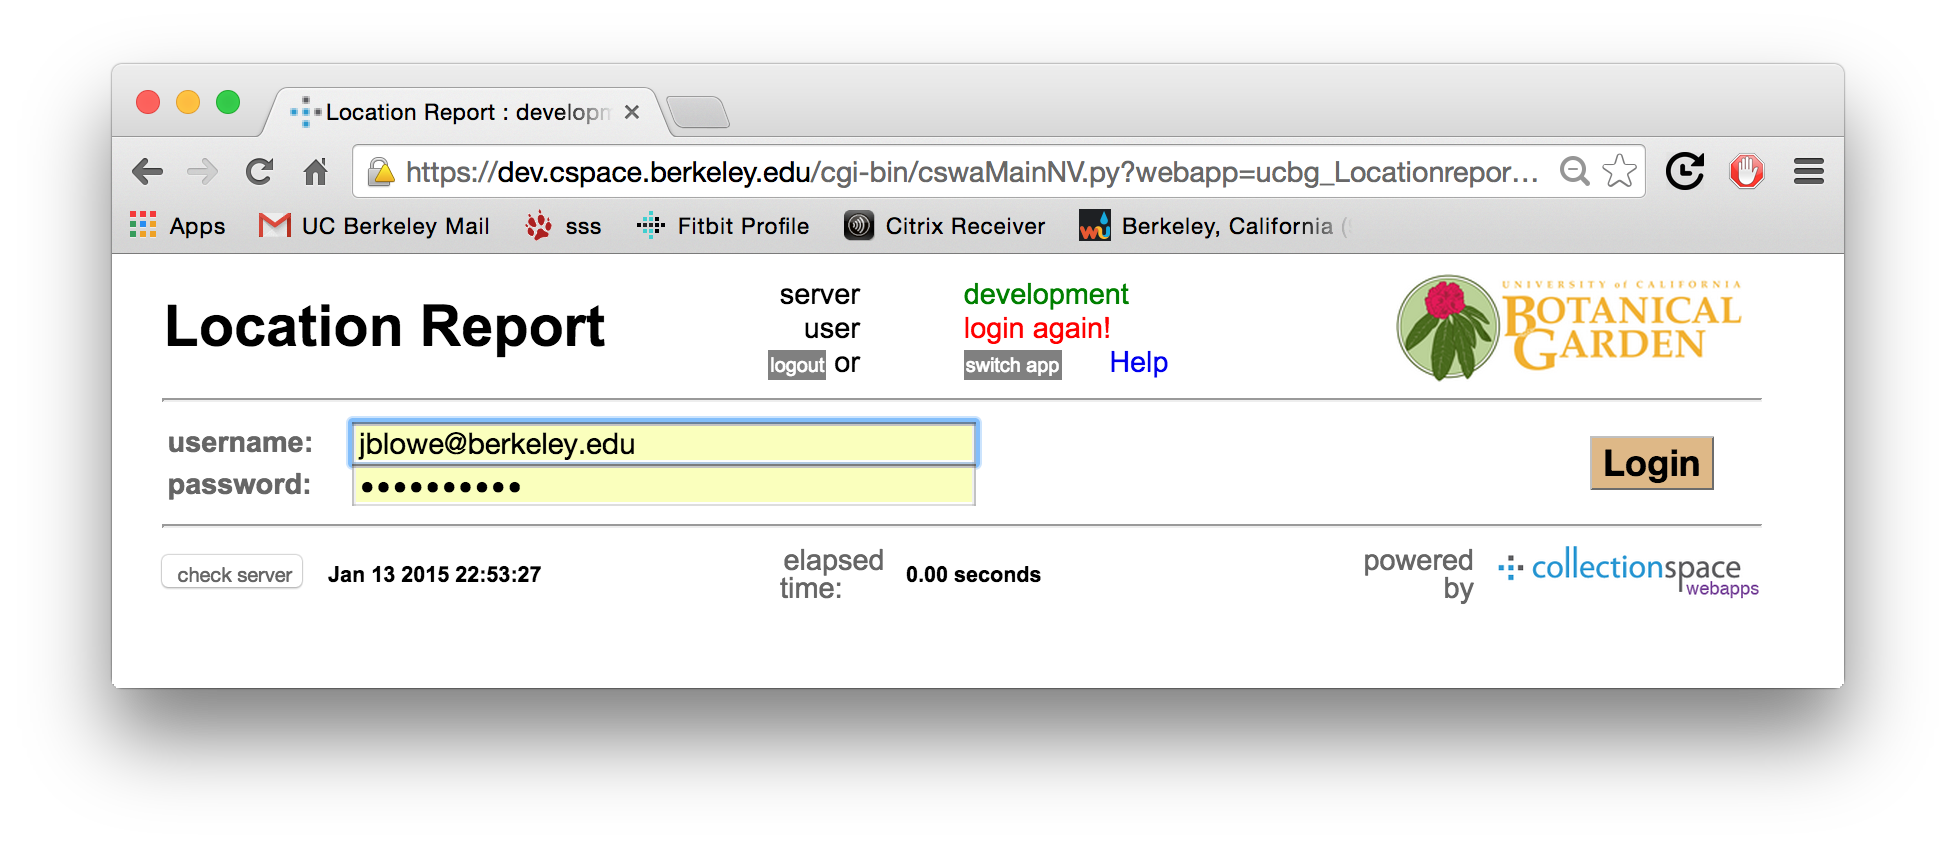 Location Report : developm
https://dev.cspace.berkeley.edu/cgi-bin/cswaMainNV.py?webapp=ucbg_Locationrepor...
Apps UC Berkeley Mail sss Fitbit Profile Citrix Receiver wu Berkeley, California (
Location Report
server development
user login again!
logout or switch app Help
UNIVERSITY of CALIFORNIA
BOTANICAL
GARDEN
username: jblowe@berkeley.edu
password: ••••••••••
Login
check server Jan 13 2015 22:53:27
elapsed
time:
0.00 seconds
powered
by
collectionspace
webapps